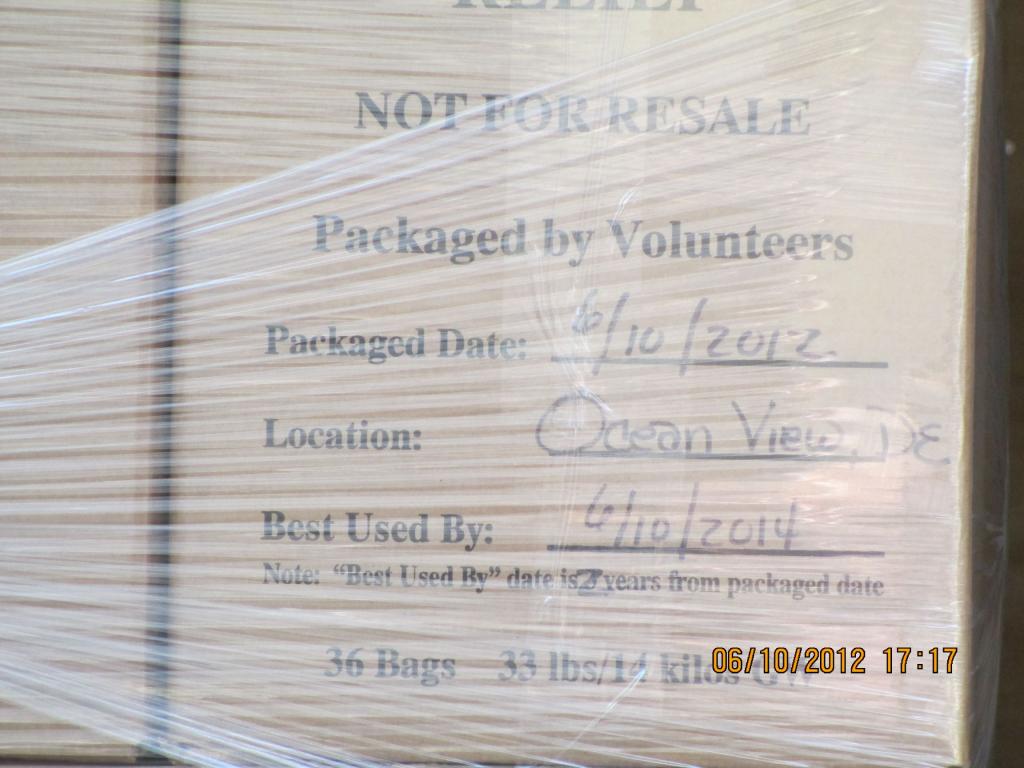 RELIEF
NOT FOR RESALE
Packaged by Volunteers
Packaged Date: 6/10/2012
Location: Ocean View, DE
Best Used By: 6/10/2014
Note: "Best Used By" date is 2 years from packaged date
36 Bags 33 lbs/14 kilos GW
06/10/2012 17:17